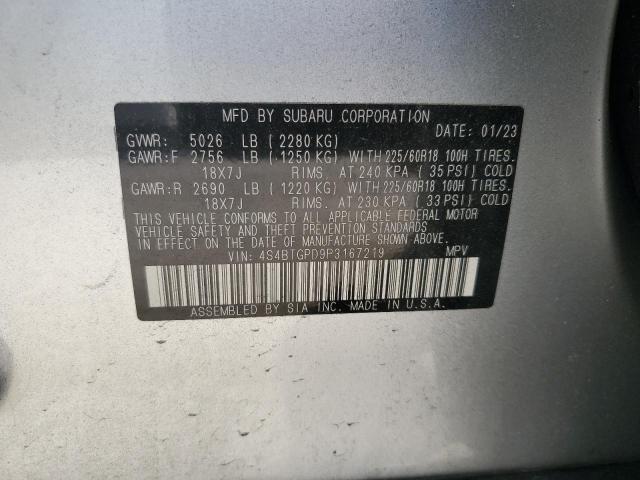 MFD BY SUBARU CORPORATION
DATE: 01/23
GVWR: 5026 LB (2280 KG)
GAWR:F 2756 LB (1250 KG) WITH 225/60R18 100H TIRES.
18X7J RIMS. AT 240 KPA (35 PSI) COLD
GAWR:R 2690 LB (1220 KG) WITH 225/60R18 100H TIRES.
18X7J RIMS. AT 230 KPA (33 PSI) COLD
THIS VEHICLE CONFORMS TO ALL APPLICABLE FEDERAL MOTOR
VEHICLE SAFETY AND THEFT PREVENTION STANDARDS
IN EFFECT ON THE DATE OF MANUFACTURE SHOWN ABOVE.
VIN: 4S4BTGPD9P3167219 MPV
ASSEMBLED BY SIA INC. MADE IN U.S.A.